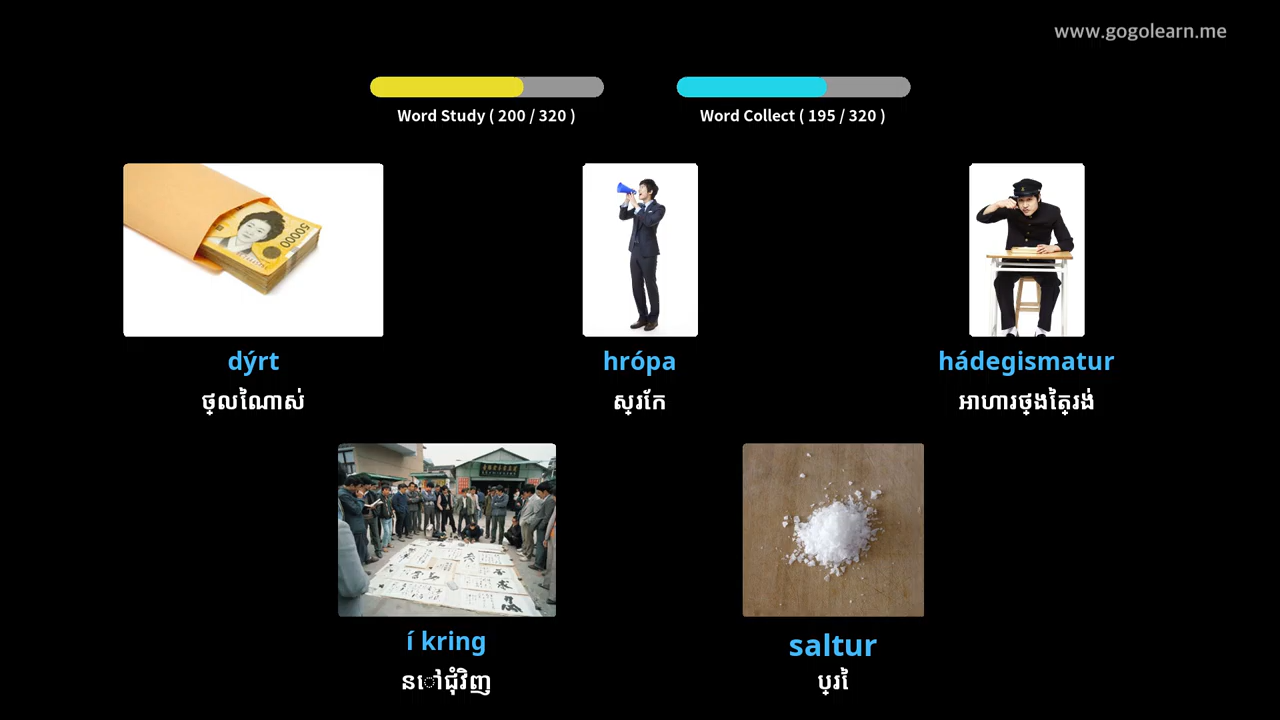 www.gogolearn.me
Word Study ( 200 / 320 )
Word Collect ( 195 / 320 )
dýrt
hrópa
hádegismatur
ថ្លៃណាស់
ស្រែក
អាហារថ្ងៃត្រង់
í kring
saltur
នៅជុំវិញ
ប្រៃ